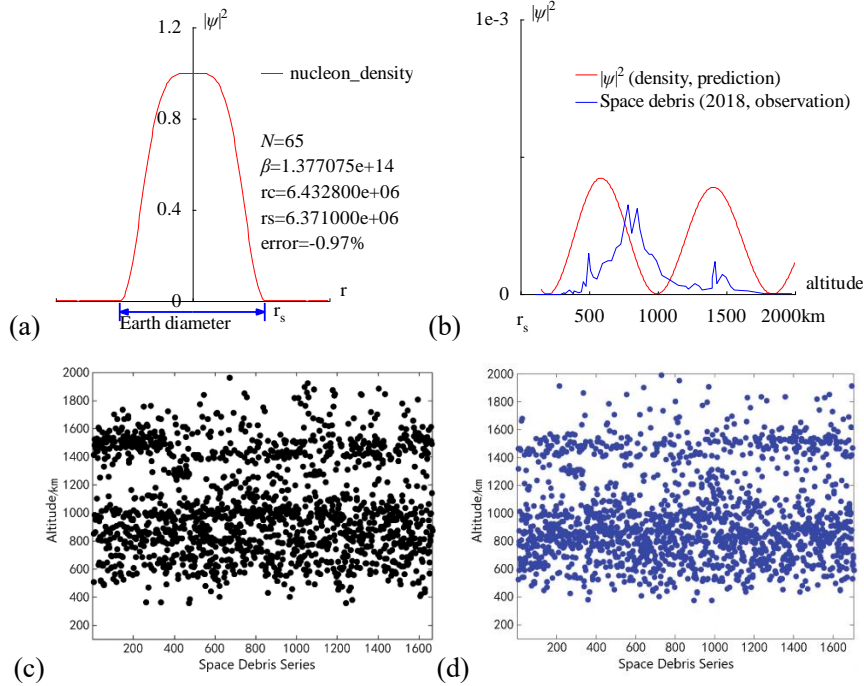 |ψ|²
1.2
nucleon_density
0.8
N=65
β=1.377075e+14
rc=6.432800e+06
0.4
rs=6.371000e+06
error=-0.97%
0
r
(a)
Earth diameter
r_s
|ψ|²
1e-3
|ψ|² (density, prediction)
Space debris (2018, observation)
0
altitude
r_s 500 1000 1500 2000km
(b)
2000
1800
1600
1400
1200
1000
800
600
400
200
Altitude/km
200 400 600 800 1000 1200 1400 1600
Space Debris Series
(c)
2000
1800
1600
1400
1200
1000
800
600
400
200
Altitude/km
200 400 600 800 1000 1200 1400 1600
Space Debris Series
(d)